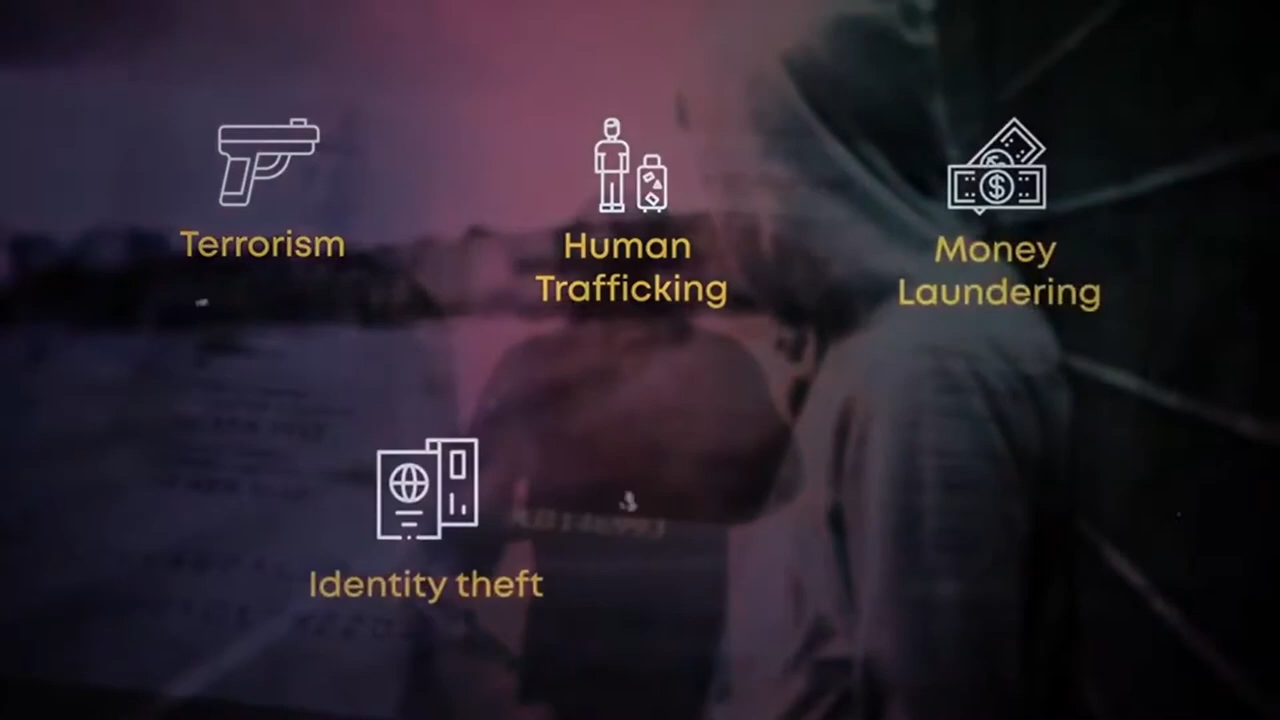 Terrorism
Human
Trafficking
Money
Laundering
Identity theft